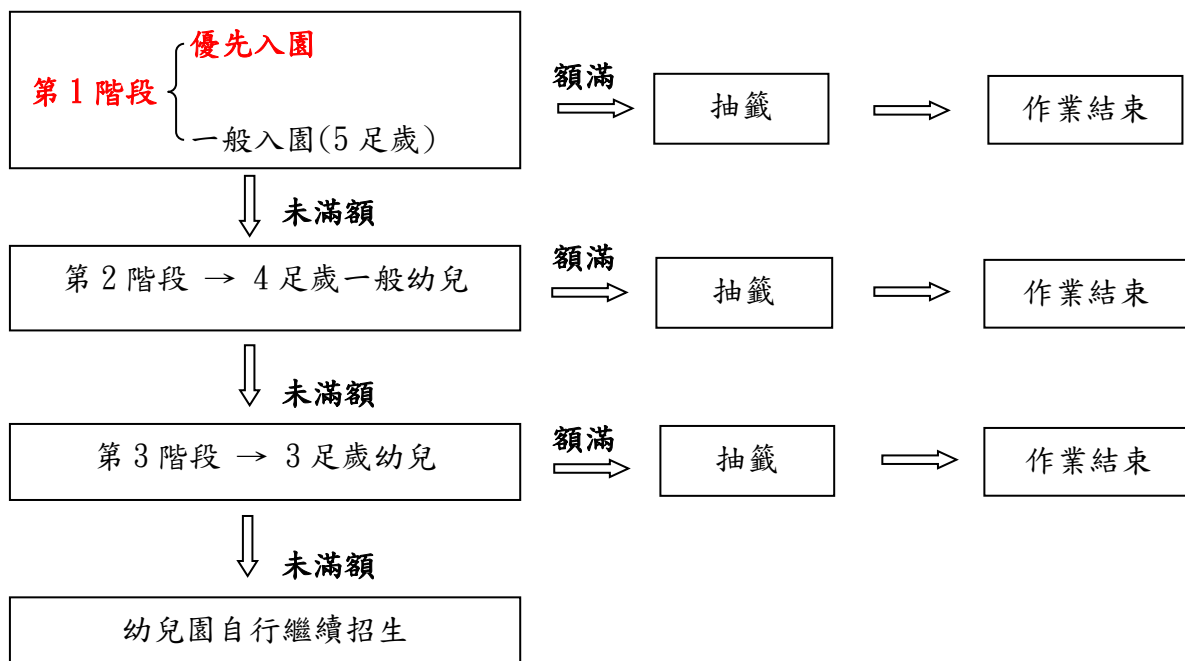 優先入園
第1階段
一般入園(5足歲)
額滿
抽籤
作業結束
未滿額
第2階段 → 4足歲一般幼兒
額滿
抽籤
作業結束
未滿額
第3階段 → 3足歲幼兒
額滿
抽籤
作業結束
未滿額
幼兒園自行繼續招生